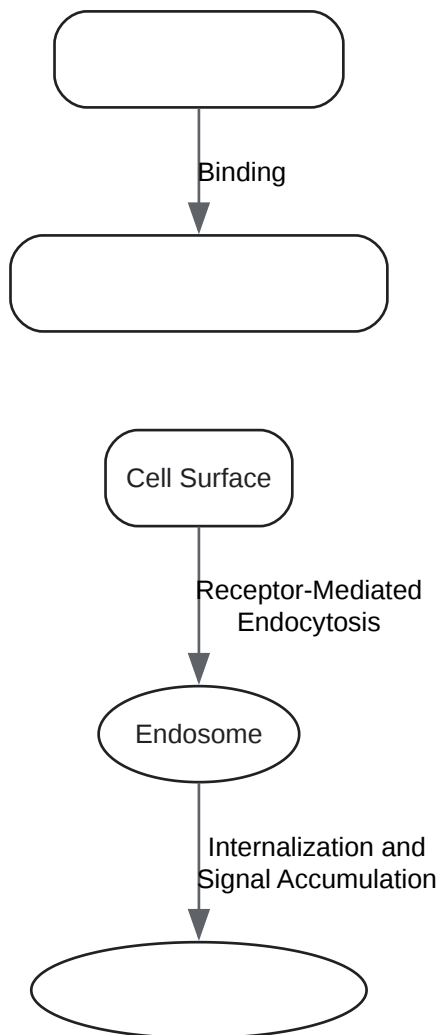 Binding
Cell Surface
Receptor-Mediated
Endocytosis
Endosome
Internalization and
Signal Accumulation